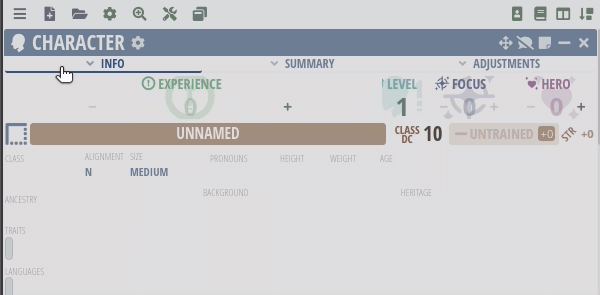 CHARACTER
INFO SUMMARY ADJUSTMENTS
EXPERIENCE LEVEL FOCUS HERO
− 0 + 1 − 0 − 0 +
UNNAMED CLASS DC 10 UNTRAINED +0 STR +0
CLASS ALIGNMENT SIZE PRONOUNS HEIGHT WEIGHT AGE
N MEDIUM
BACKGROUND HERITAGE
ANCESTRY
TRAITS
LANGUAGES